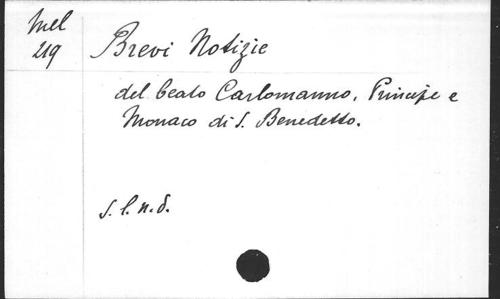 Mel
219
Brevi Notizie
del beato Carlomanno, Principe e
Monaco di S. Benedetto.
s. l. n. d.